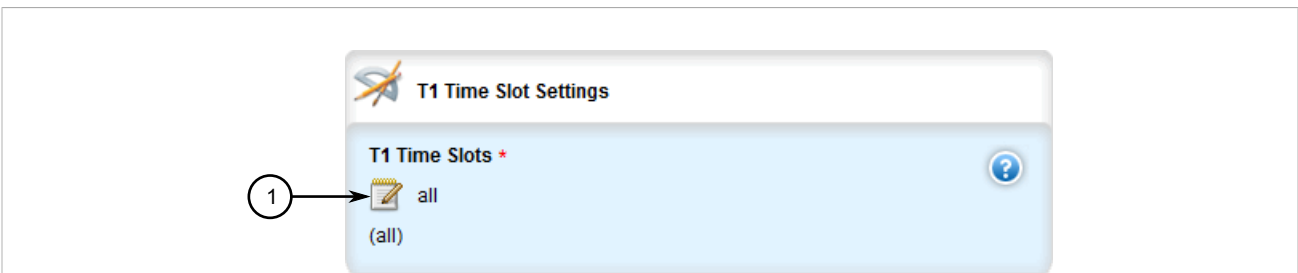 T1 Time Slot Settings
T1 Time Slots *
1
all
(all)